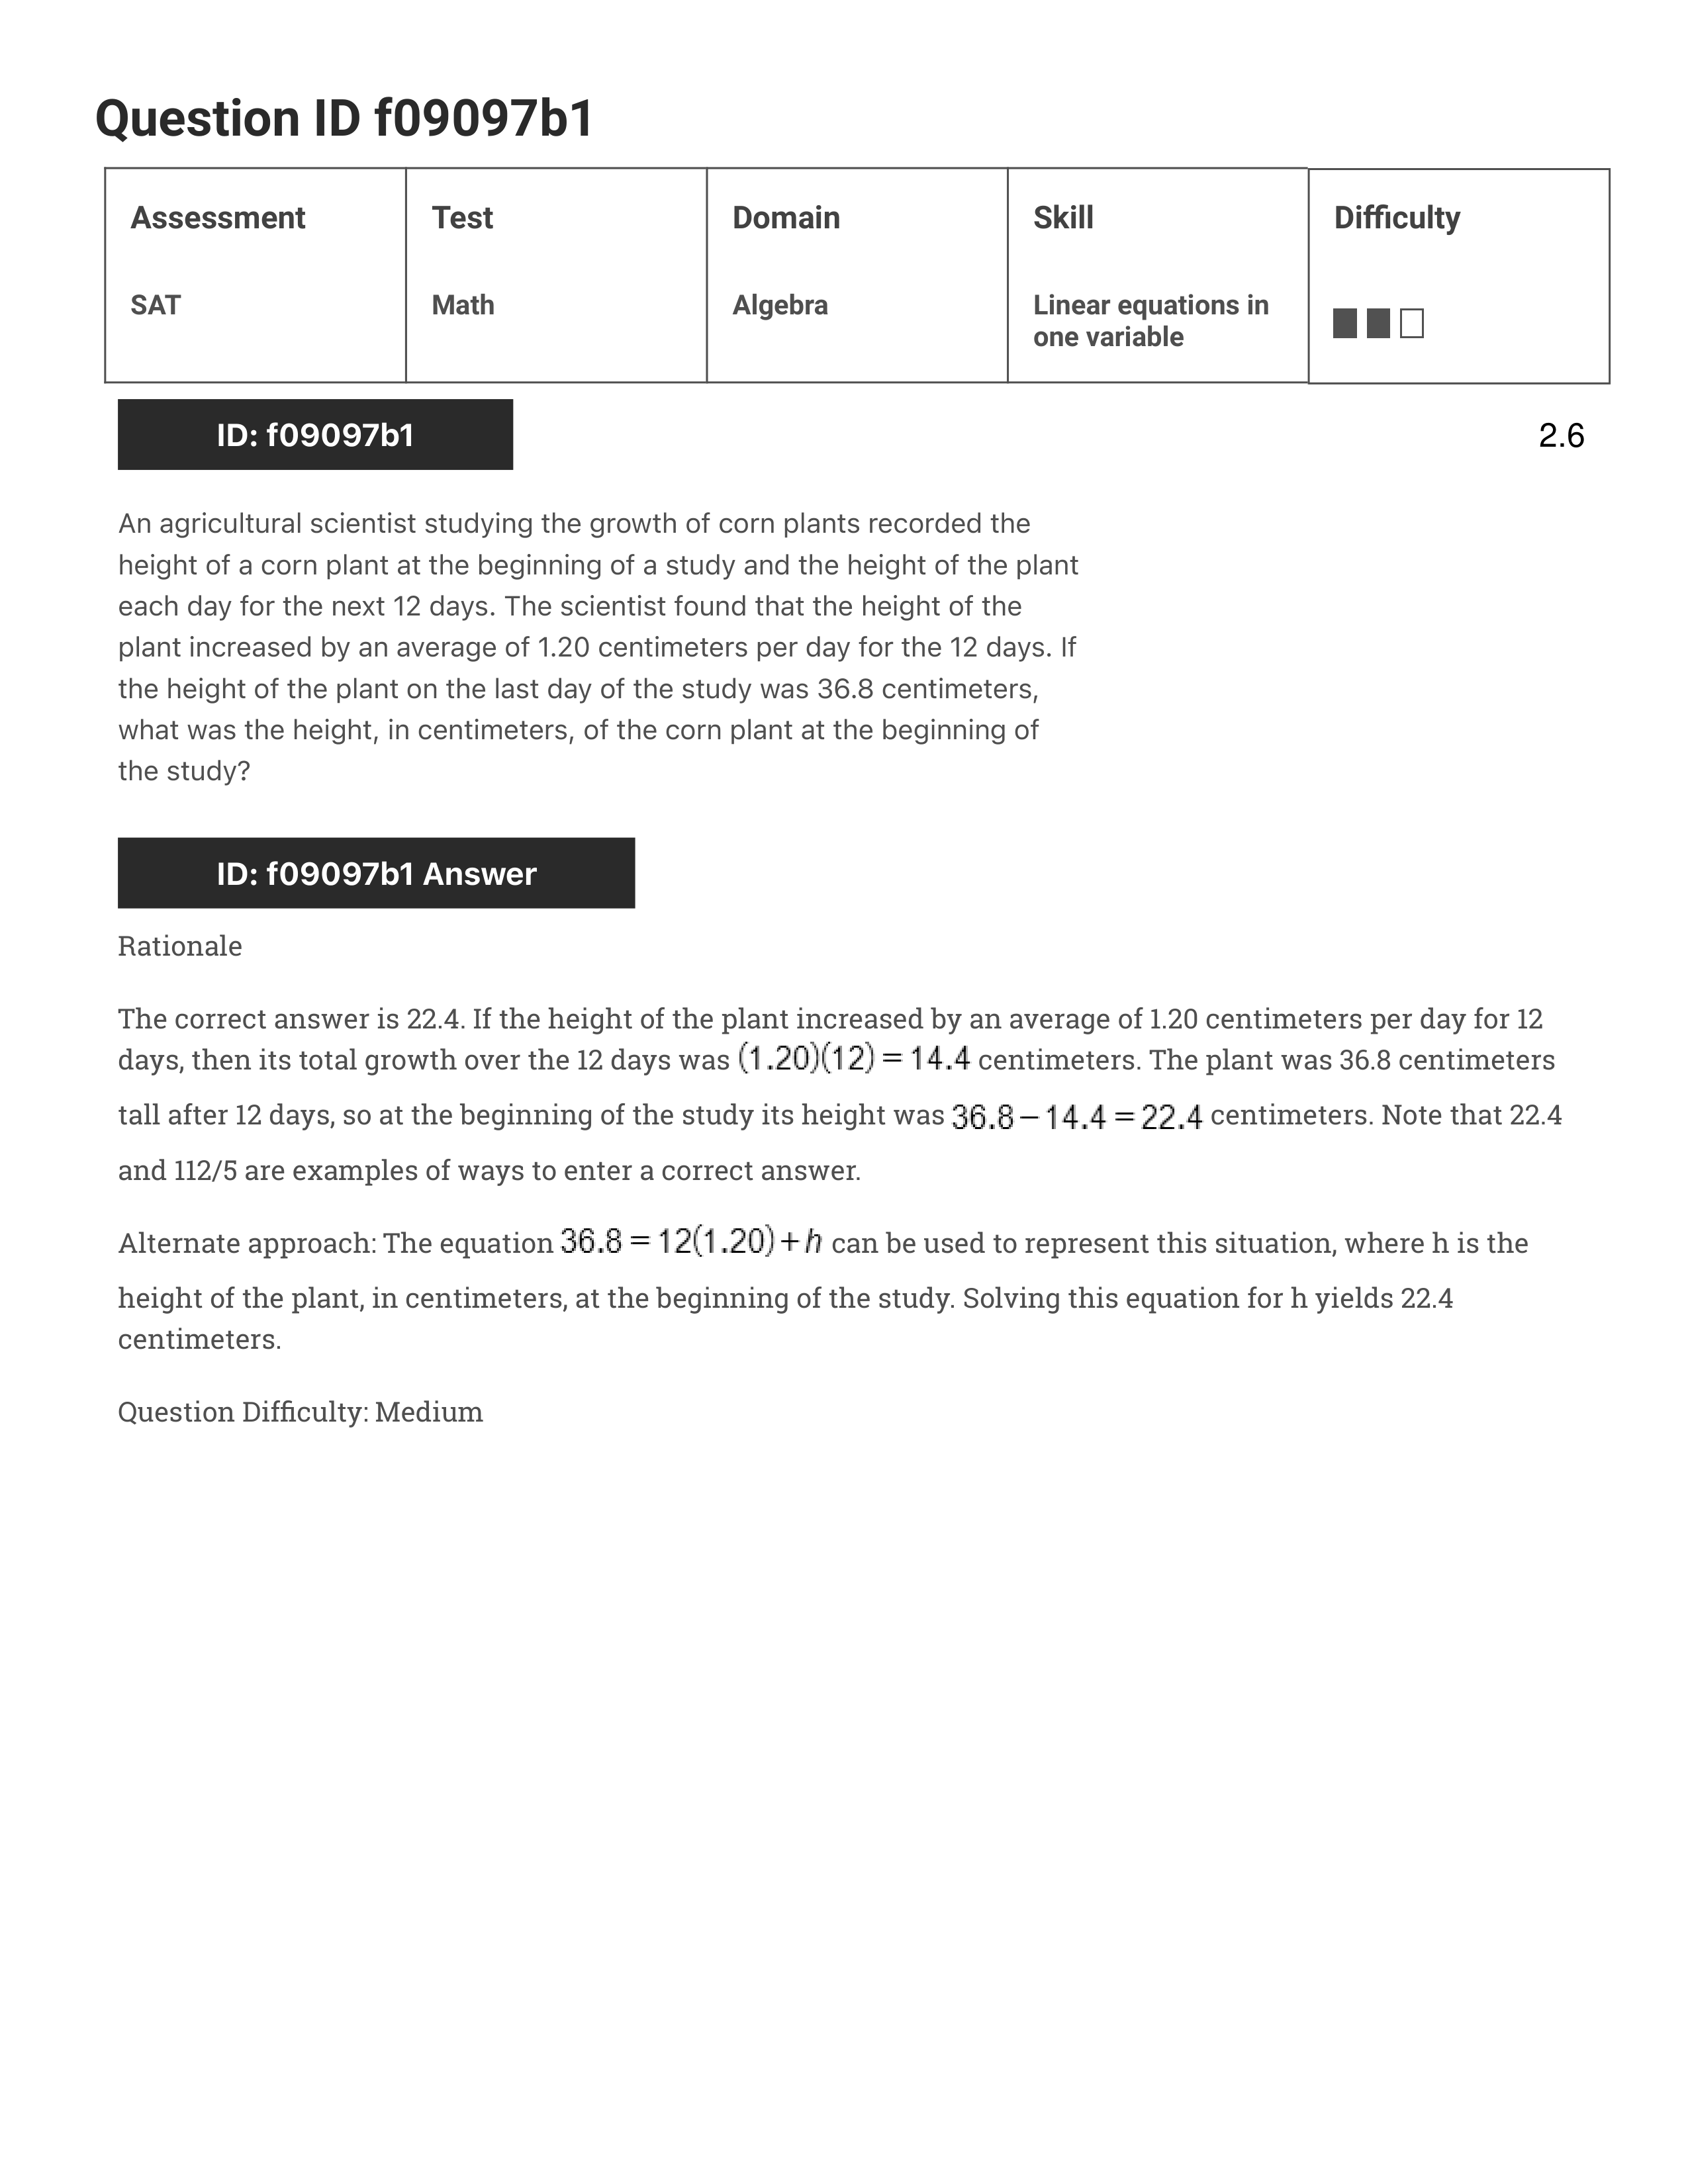 Question ID f09097b1
Assessment
Test
Domain
Skill
Difficulty
SAT
Math
Algebra
Linear equations in
one variable
ID: f09097b1
2.6
An agricultural scientist studying the growth of corn plants recorded the
height of a corn plant at the beginning of a study and the height of the plant
each day for the next 12 days. The scientist found that the height of the
plant increased by an average of 1.20 centimeters per day for the 12 days. If
the height of the plant on the last day of the study was 36.8 centimeters,
what was the height, in centimeters, of the corn plant at the beginning of
the study?
ID: f09097b1 Answer
Rationale
The correct answer is 22.4. If the height of the plant increased by an average of 1.20 centimeters per day for 12
days, then its total growth over the 12 days was (1.20)(12) = 14.4 centimeters. The plant was 36.8 centimeters
tall after 12 days, so at the beginning of the study its height was 36.8 – 14.4 = 22.4 centimeters. Note that 22.4
and 112/5 are examples of ways to enter a correct answer.
Alternate approach: The equation 36.8 = 12(1.20) + h can be used to represent this situation, where h is the
height of the plant, in centimeters, at the beginning of the study. Solving this equation for h yields 22.4
centimeters.
Question Difficulty: Medium